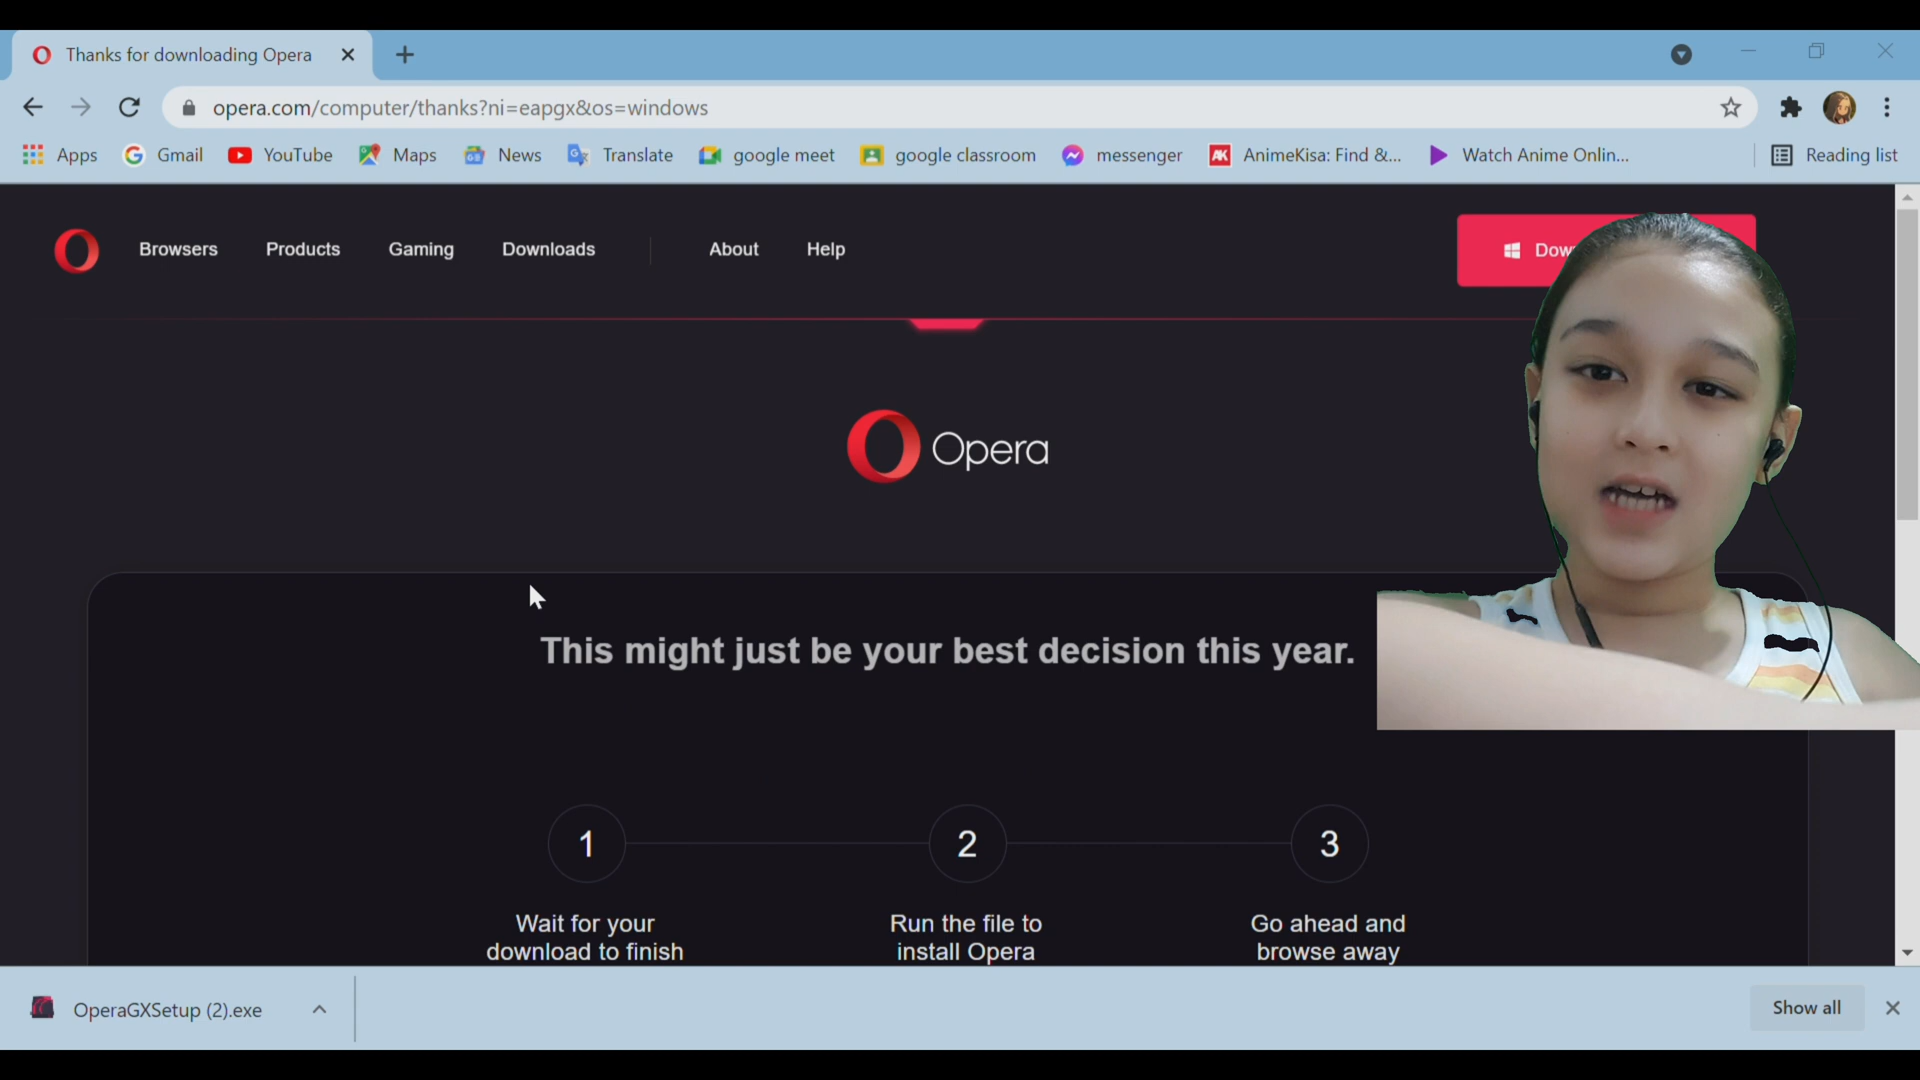 Thanks for downloading Opera
opera.com/computer/thanks?ni=eapgx&os=windows
Apps Gmail YouTube Maps News Translate google meet google classroom messenger AnimeKisa: Find &... Watch Anime Onlin... Reading list
Browsers Products Gaming Downloads About Help
Opera
This might just be your best decision this year.
1 2 3
Wait for your Run the file to Go ahead and
download to finish install Opera browse away
OperaGXSetup (2).exe Show all